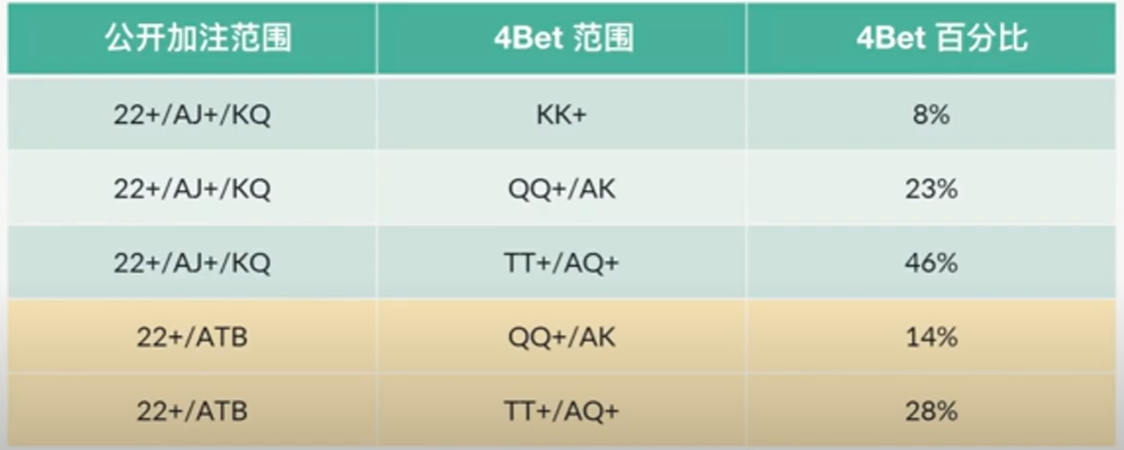 公开加注范围 4Bet 范围 4Bet 百分比
22+/AJ+/KQ KK+ 8%
22+/AJ+/KQ QQ+/AK 23%
22+/AJ+/KQ TT+/AQ+ 46%
22+/ATB QQ+/AK 14%
22+/ATB TT+/AQ+ 28%